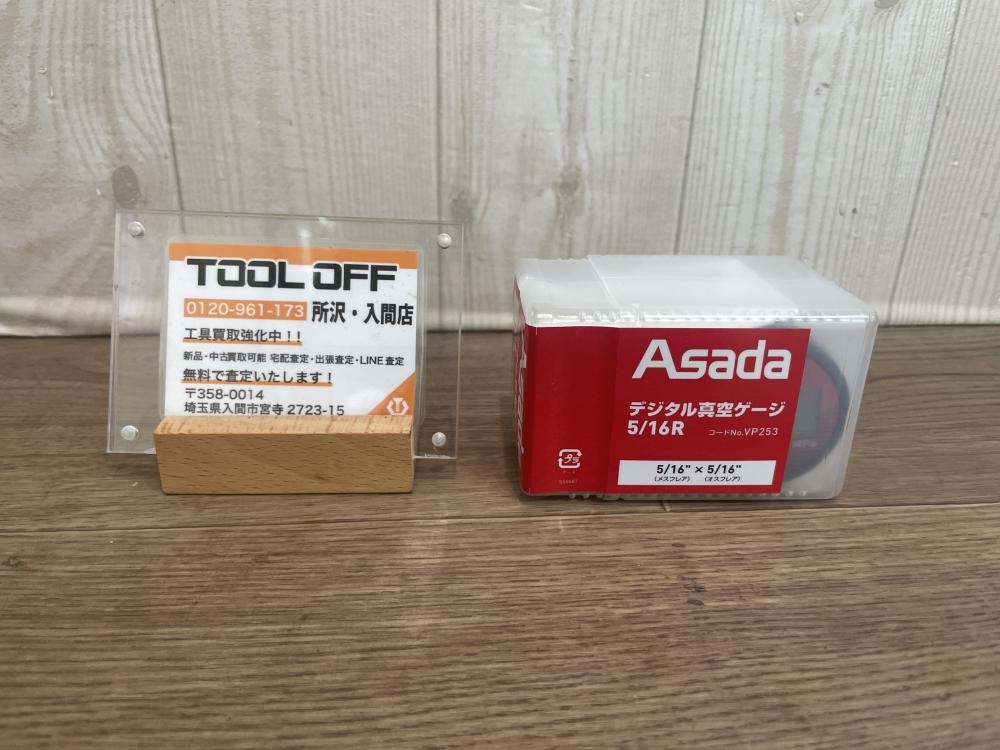 TOOL OFF
0120-961-173 所沢・入間店
工具買取強化中！！
新品・中古買取可能 宅配査定・出張査定・LINE査定
無料で査定いたします！
〒358-0014
埼玉県入間市宮寺 2723-15
Asada
デジタル真空ゲージ
5/16R コードNo.VP253
プラ
5/16" × 5/16"
(メスフレア) (オスフレア)